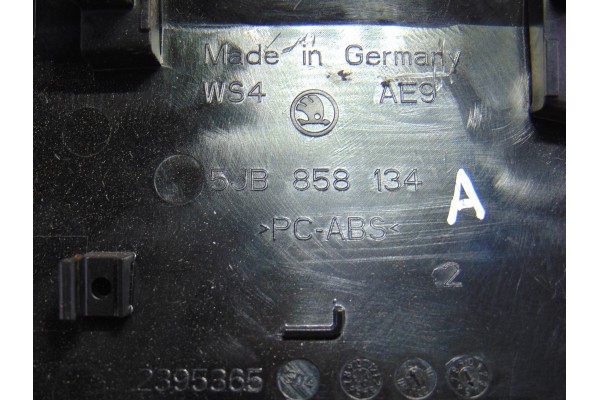 Made in Germany
WS4 AE9
5JB 858 134
A
>PC-ABS<
2
2395365